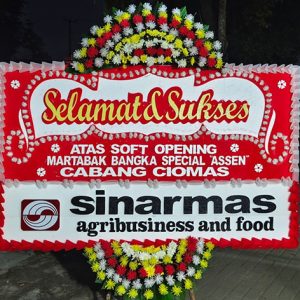 Selamat & Sukses
ATAS SOFT OPENING
MARTABAK BANGKA SPECIAL "ASSEN"
CABANG CIOMAS
sinarmas
agribusiness and food